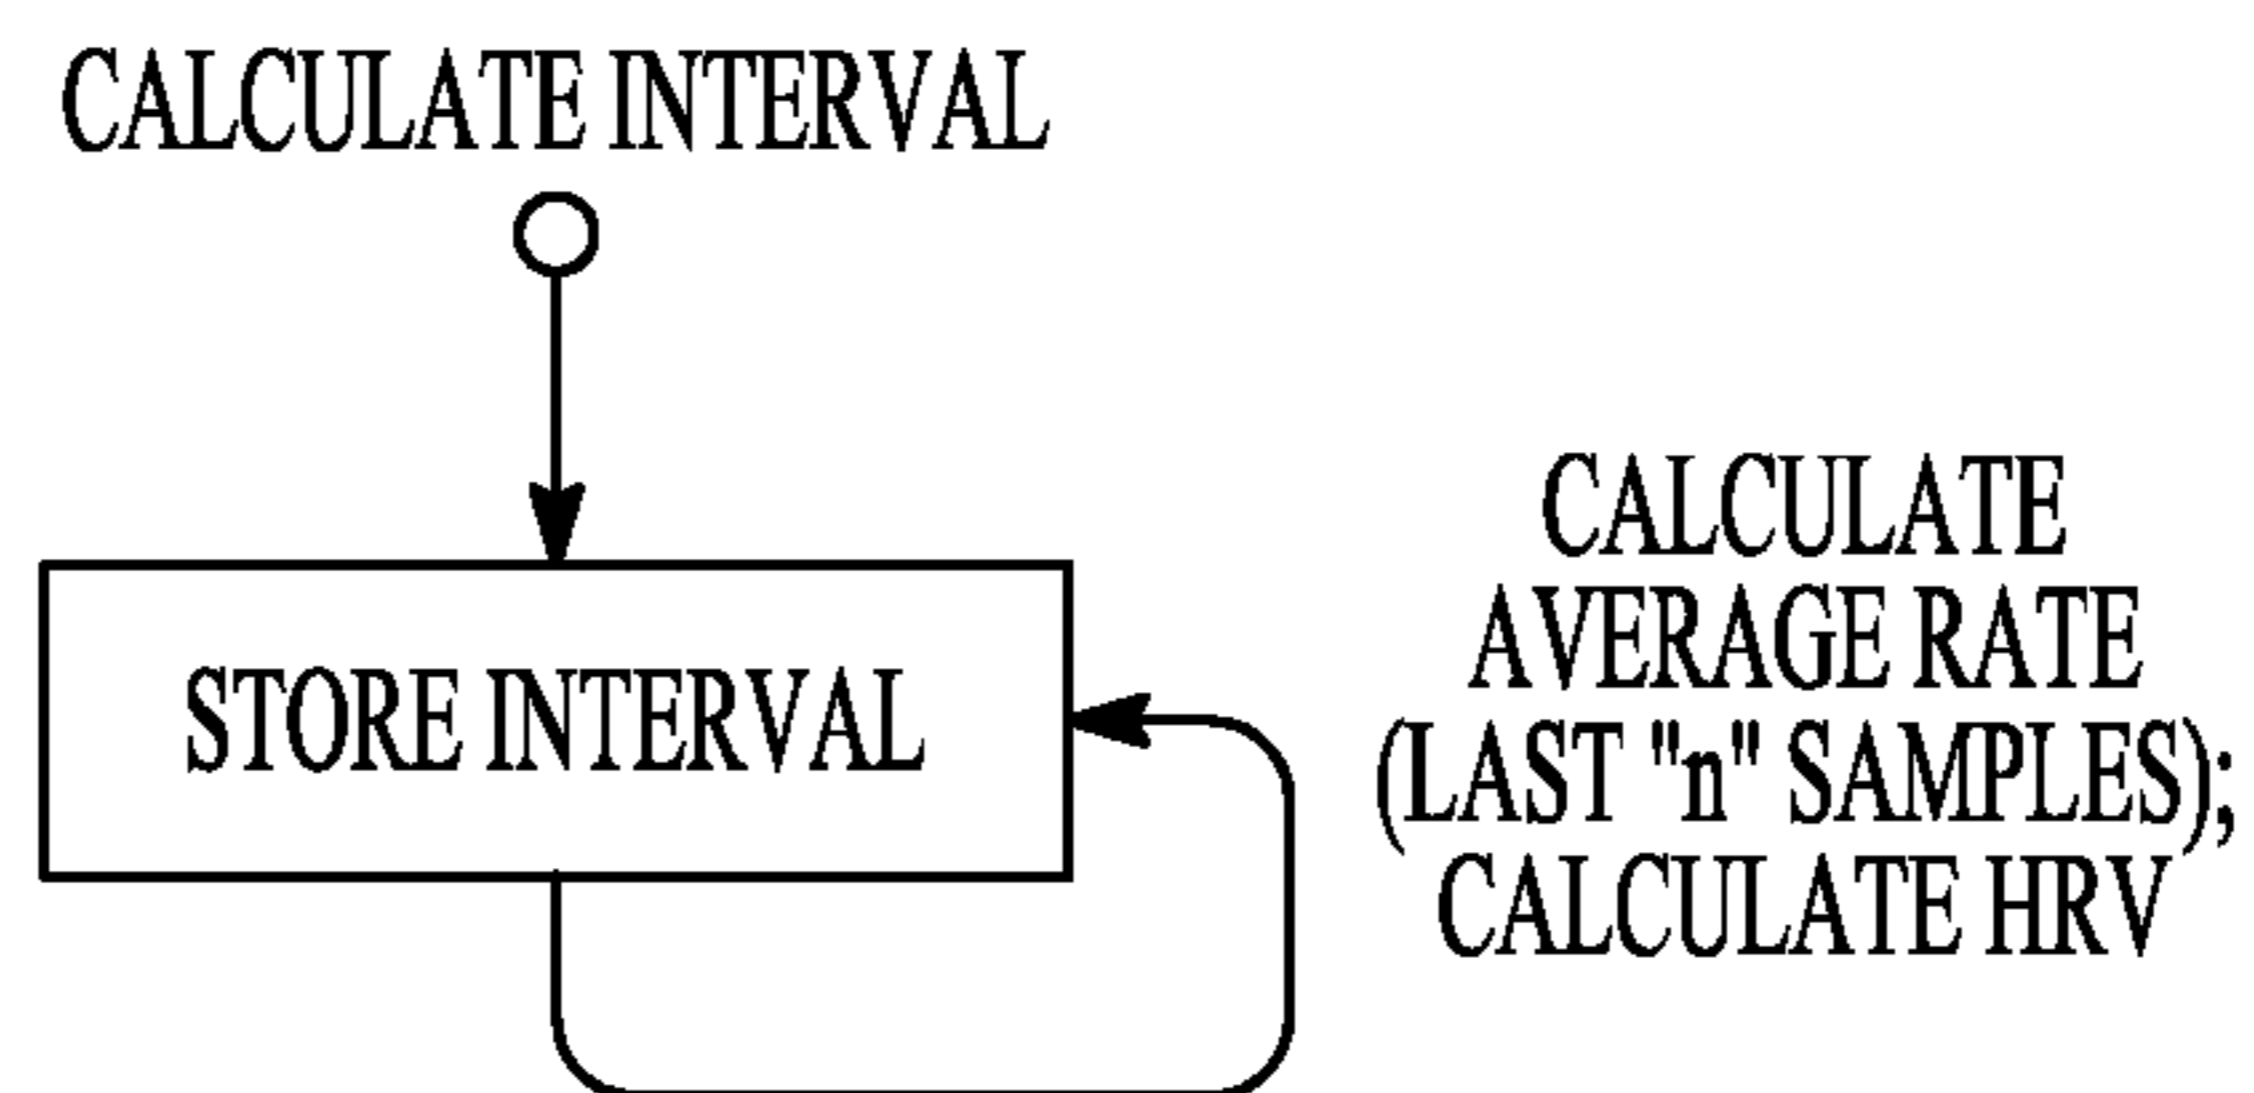 CALCULATE INTERVAL
STORE INTERVAL
CALCULATE
AVERAGE RATE
(LAST "n" SAMPLES);
CALCULATE HRV